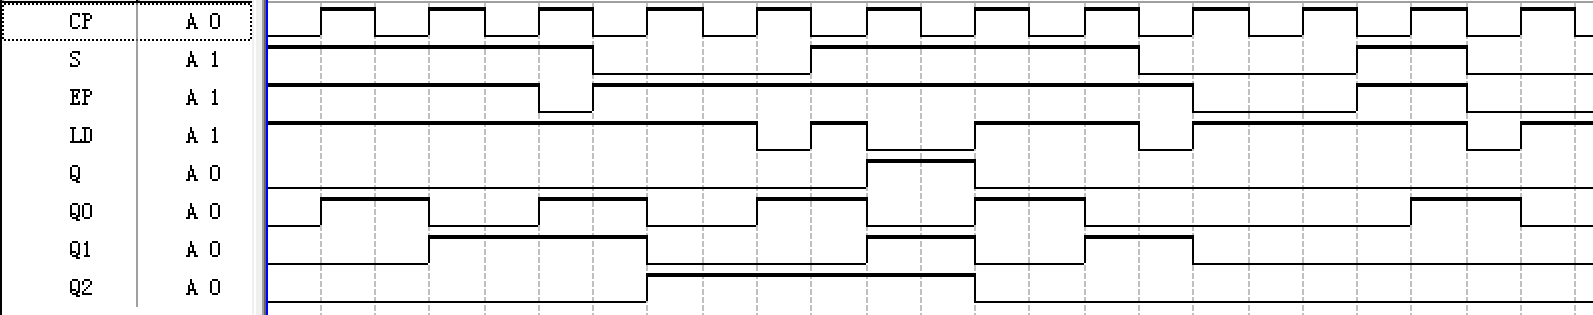 CP A 0
S A 1
EP A 1
LD A 1
Q A 0
Q0 A 0
Q1 A 0
Q2 A 0